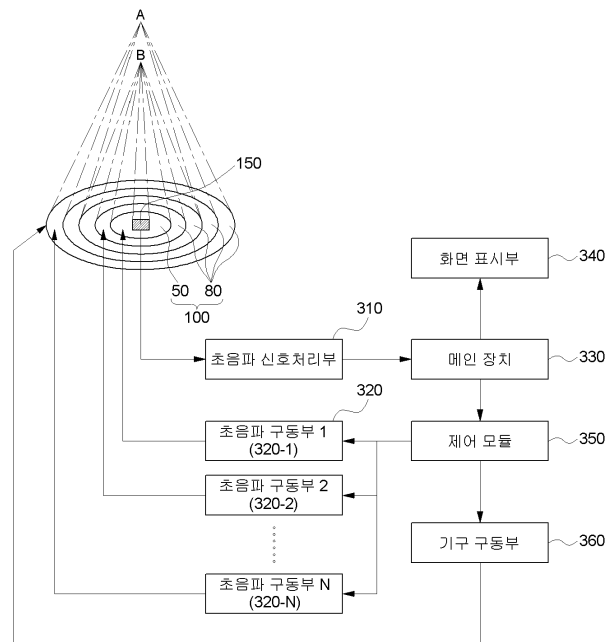 A
B
150
50
80
100
310
340
화면 표시부
초음파 신호처리부
메인 장치
330
320
초음파 구동부 1
(320-1)
제어 모듈
350
초음파 구동부 2
(320-2)
기구 구동부
360
초음파 구동부 N
(320-N)